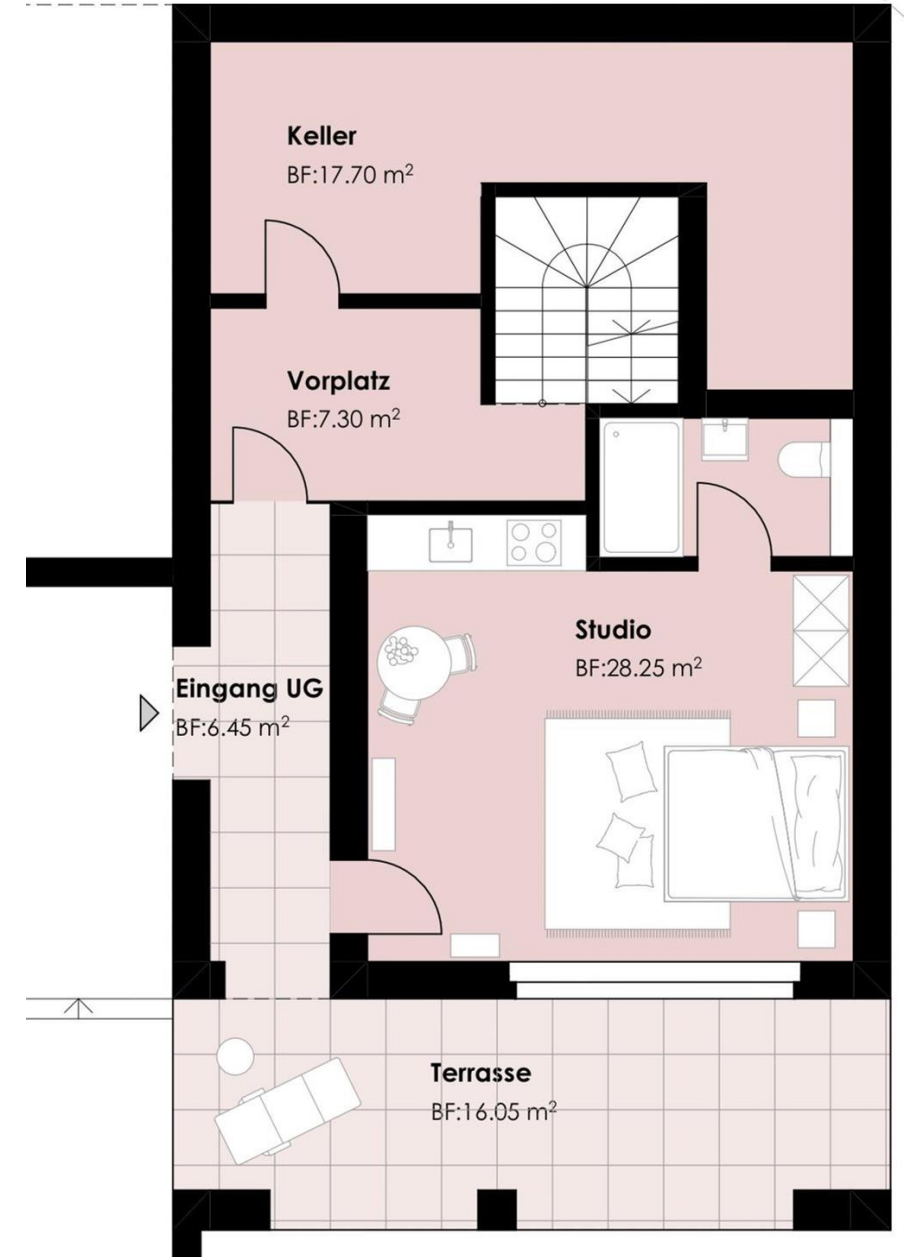 Keller
BF:17.70 m²
Vorplatz
BF:7.30 m²
Studio
BF:28.25 m²
Eingang UG
BF:6.45 m²
Terrasse
BF:16.05 m²